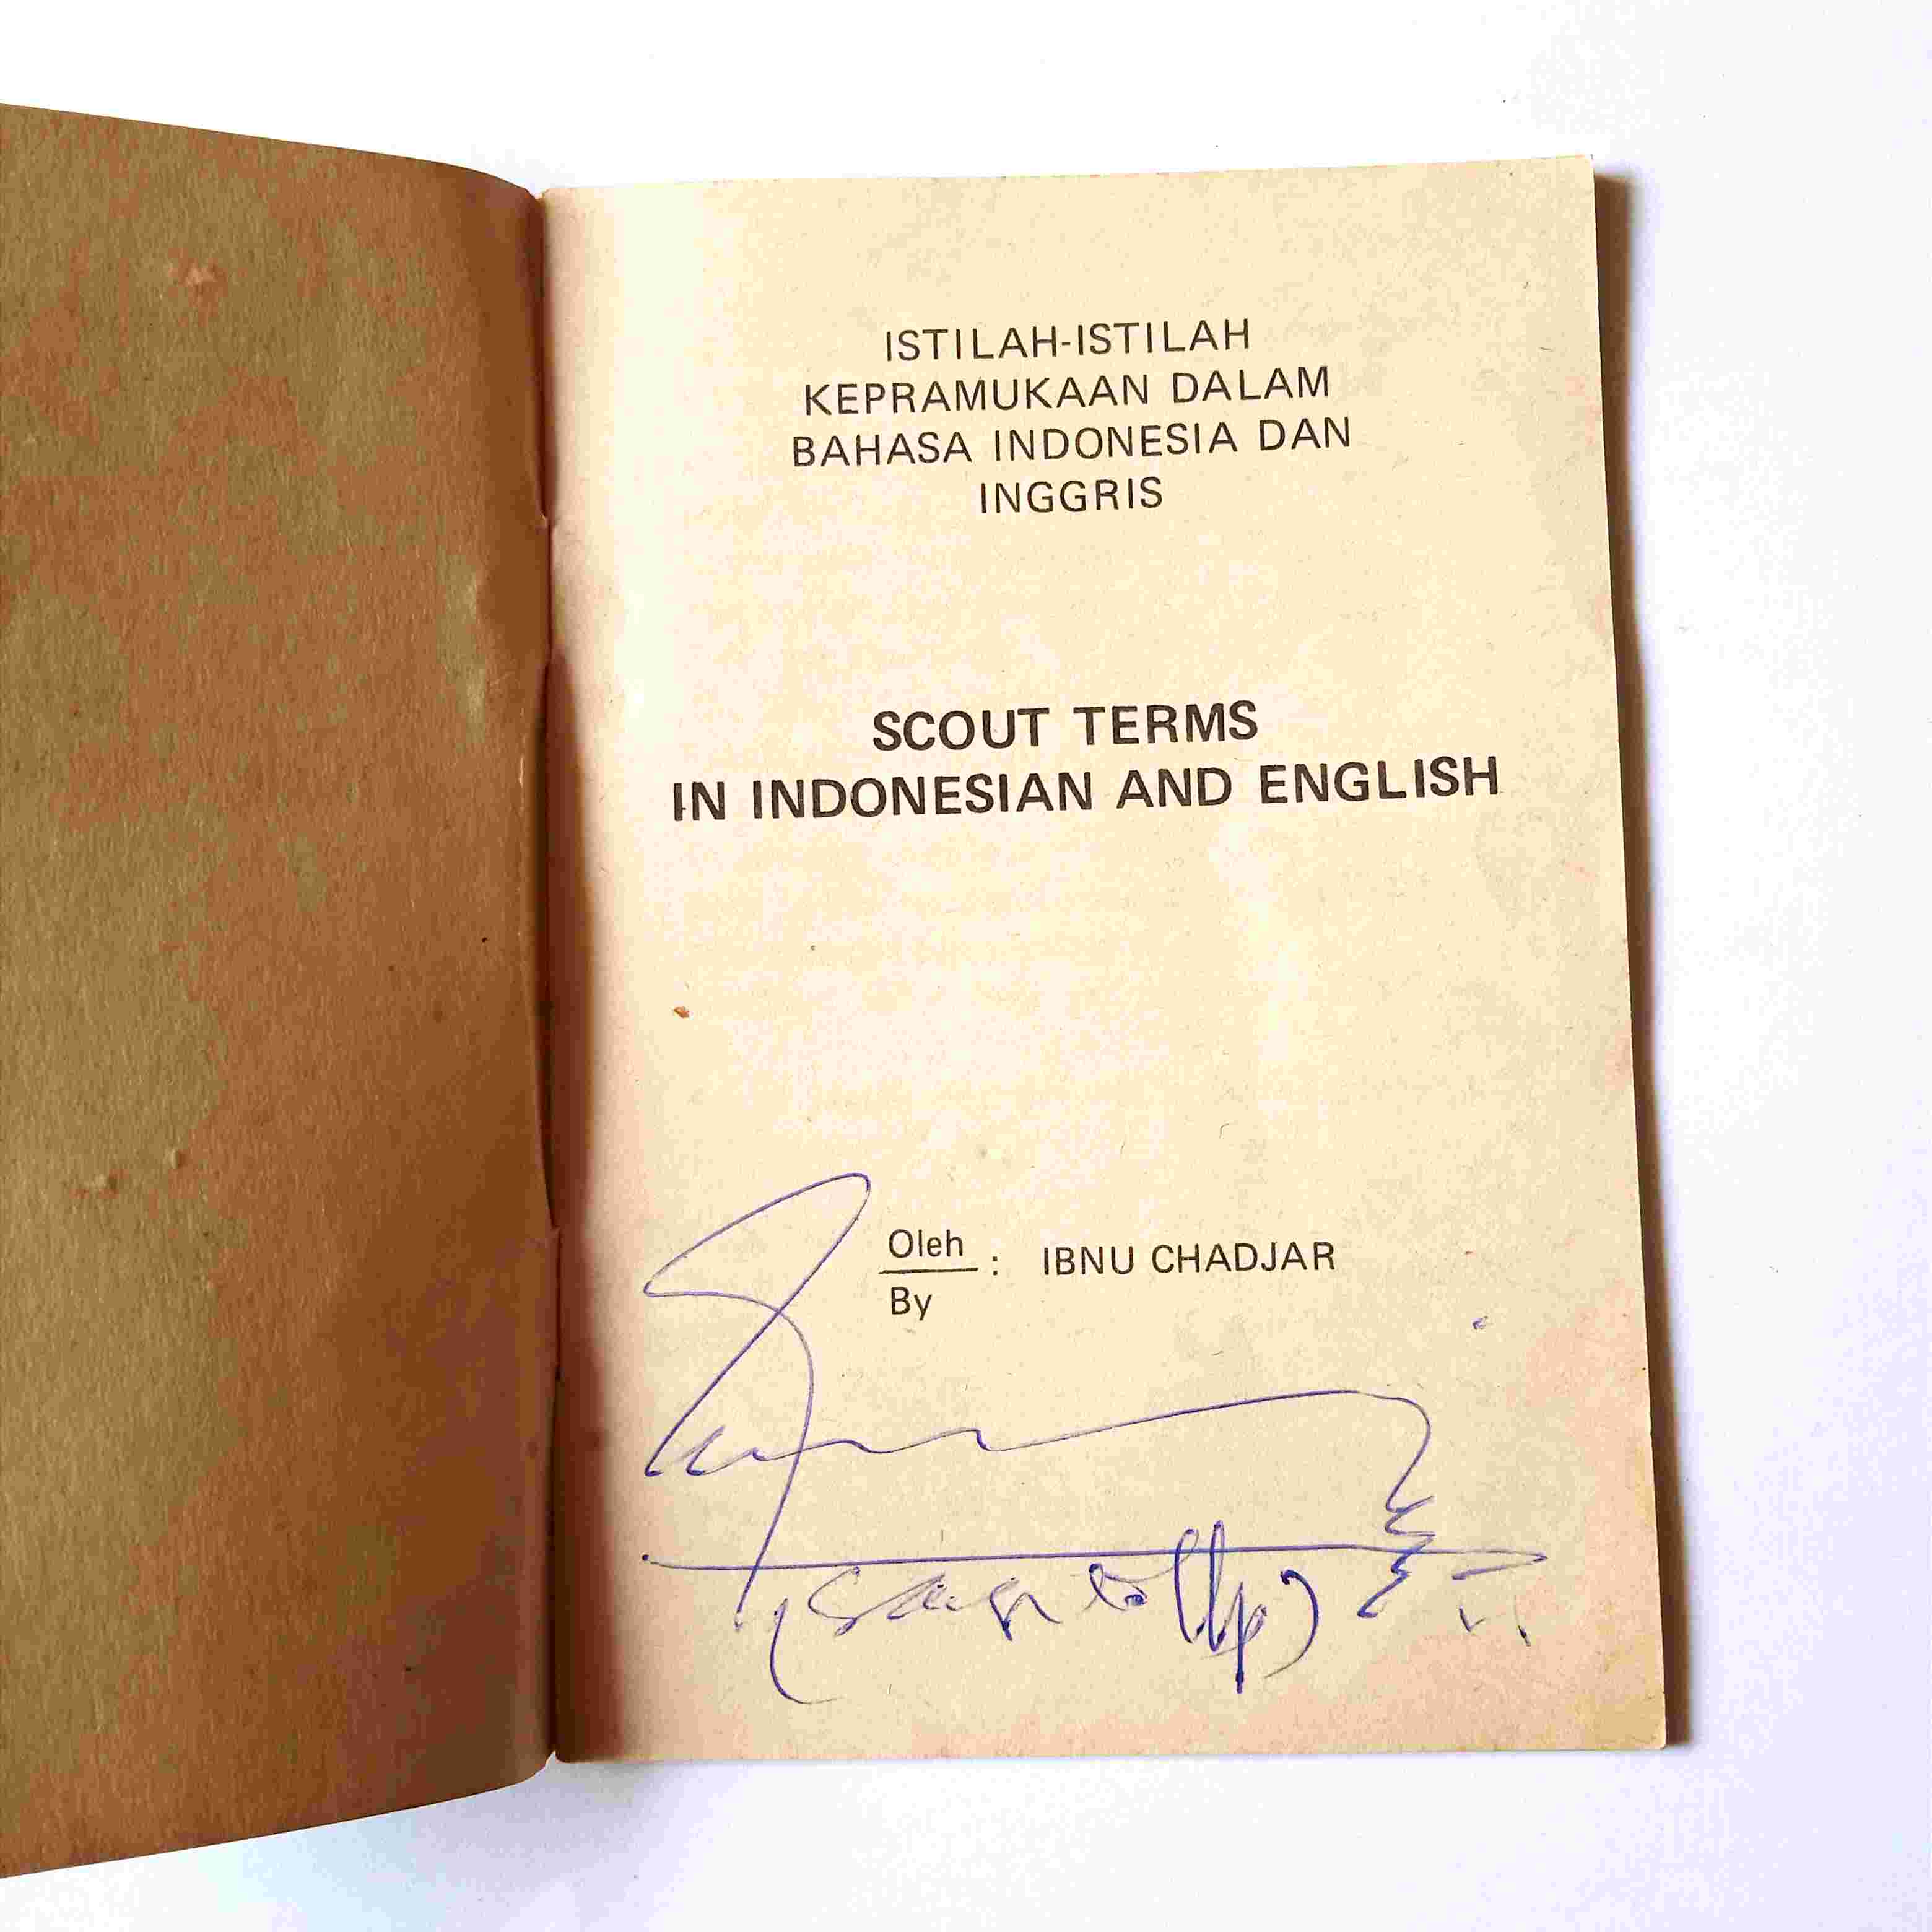 ISTILAH-ISTILAH
KEPRAMUKAAN DALAM
BAHASA INDONESIA DAN
INGGRIS
SCOUT TERMS
IN INDONESIAN AND ENGLISH
Oleh : IBNU CHADJAR
By